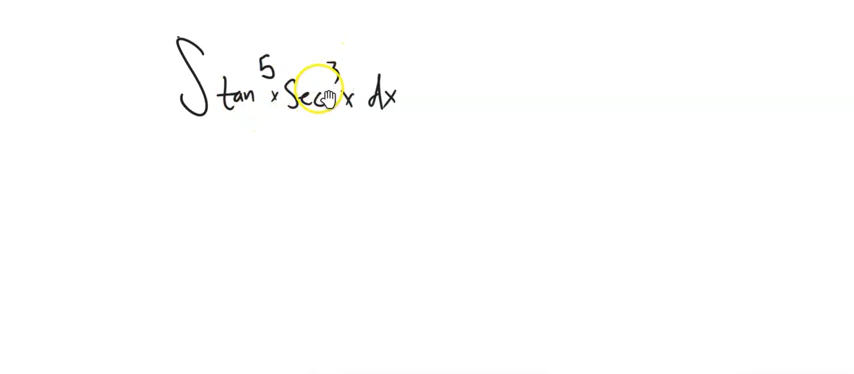 ∫ tan⁵x sec³x dx